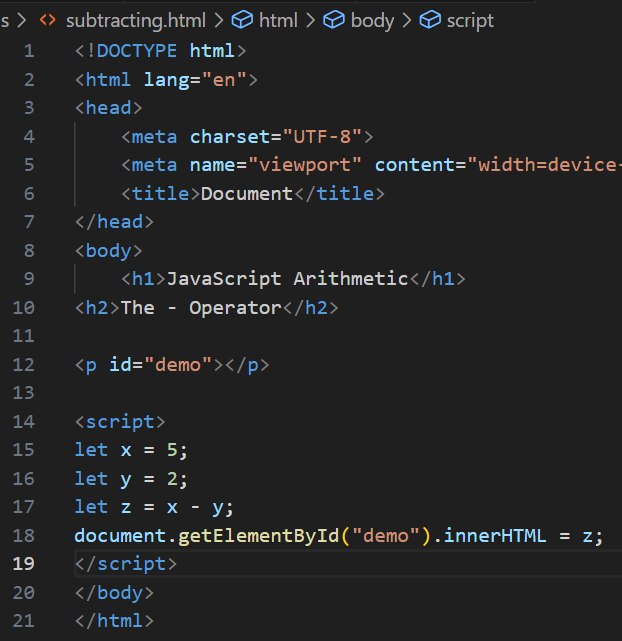 s > <> subtracting.html > html > body > script
1 <!DOCTYPE html>
2 <html lang="en">
3 <head>
4     <meta charset="UTF-8">
5     <meta name="viewport" content="width=device-
6     <title>Document</title>
7 </head>
8 <body>
9     <h1>JavaScript Arithmetic</h1>
10 <h2>The - Operator</h2>
11
12 <p id="demo"></p>
13
14 <script>
15 let x = 5;
16 let y = 2;
17 let z = x - y;
18 document.getElementById("demo").innerHTML = z;
19 </script>
20 </body>
21 </html>